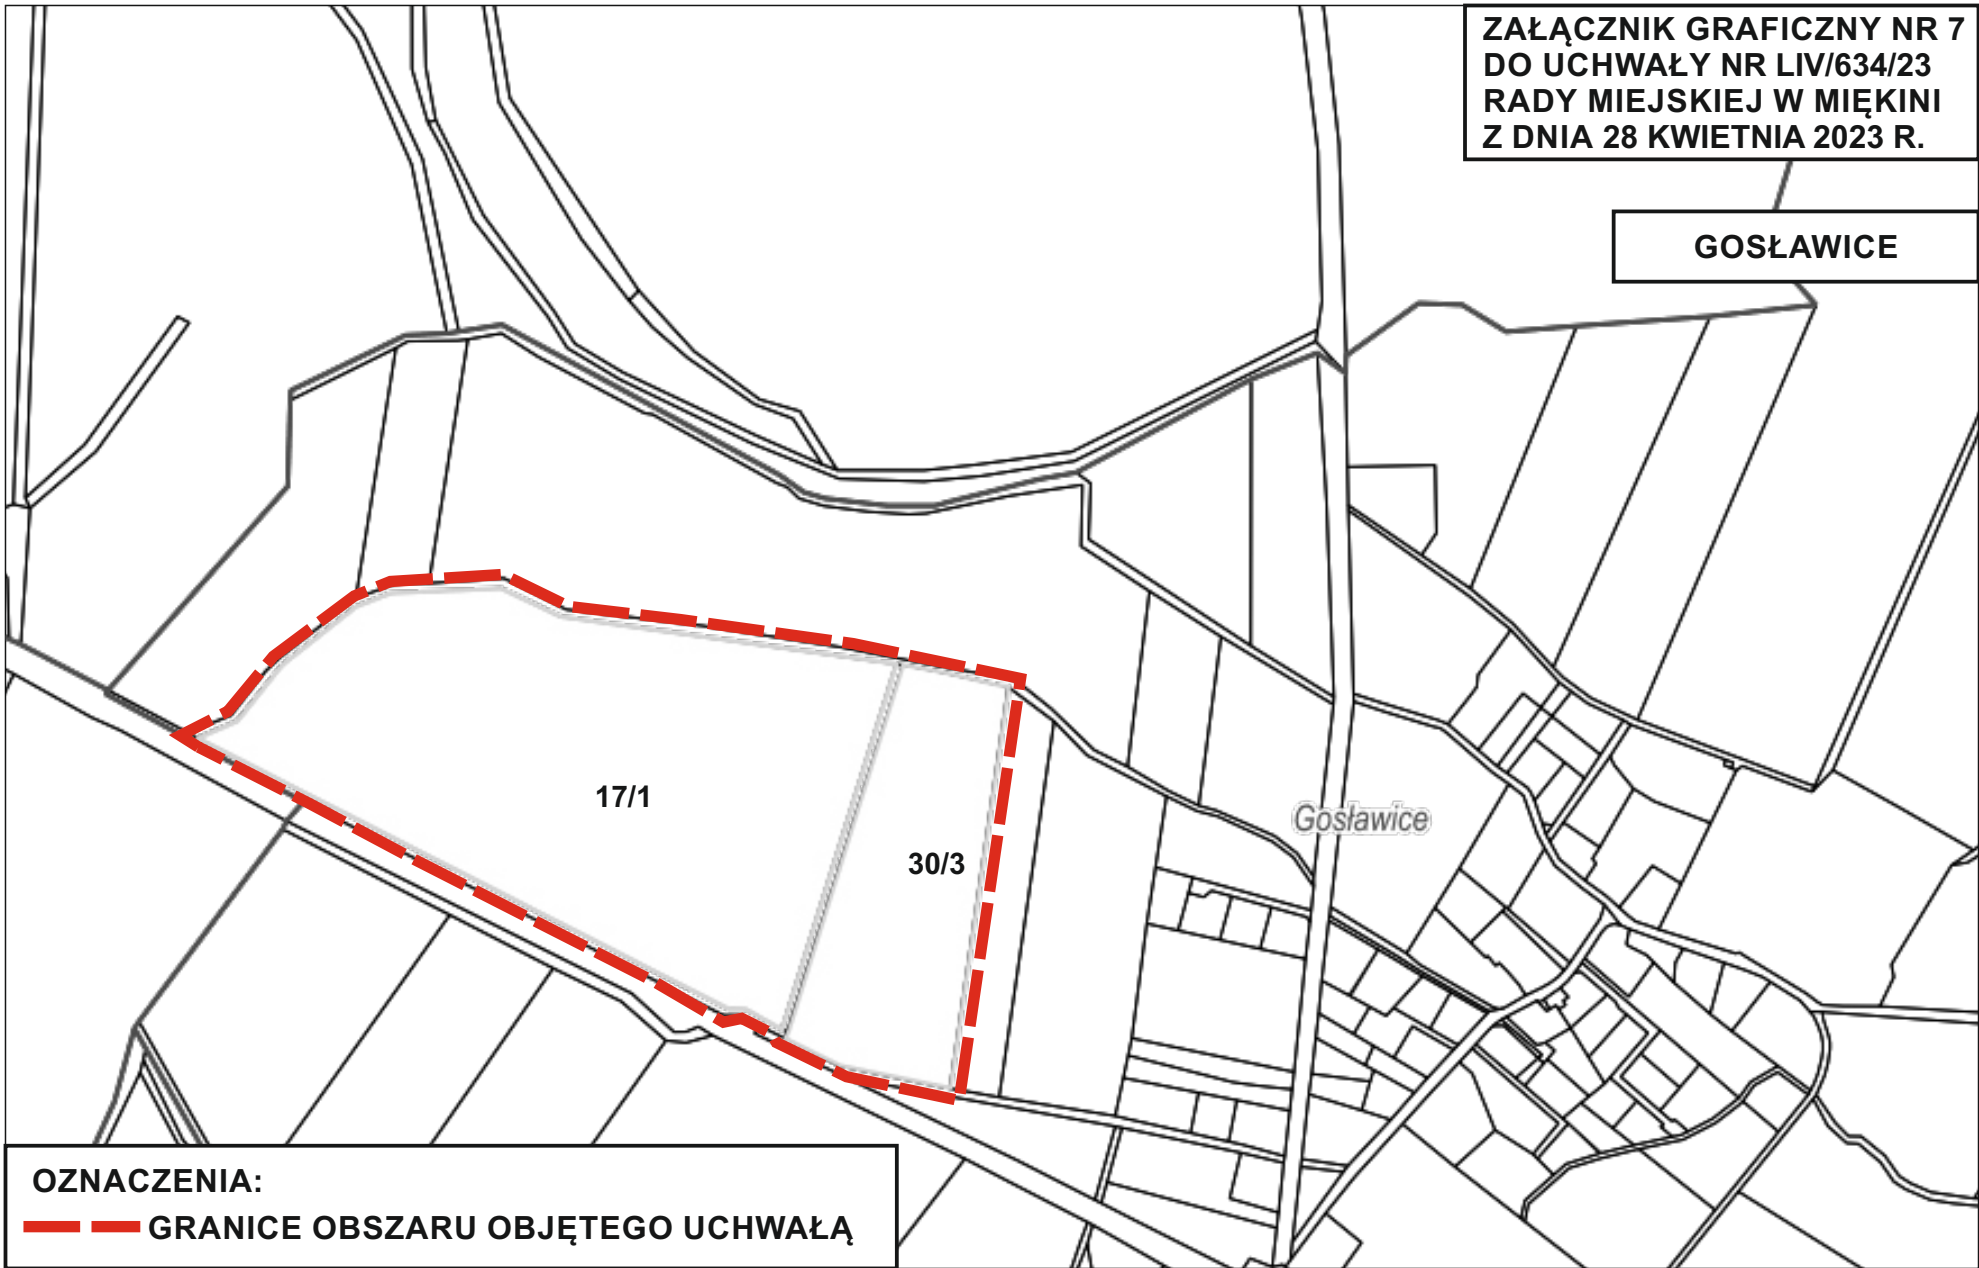 ZAŁĄCZNIK GRAFICZNY NR 7
DO UCHWAŁY NR LIV/634/23
RADY MIEJSKIEJ W MIĘKINI
Z DNIA 28 KWIETNIA 2023 R.
GOSŁAWICE
17/1
Gosławice
30/3
OZNACZENIA:
GRANICE OBSZARU OBJĘTEGO UCHWAŁĄ